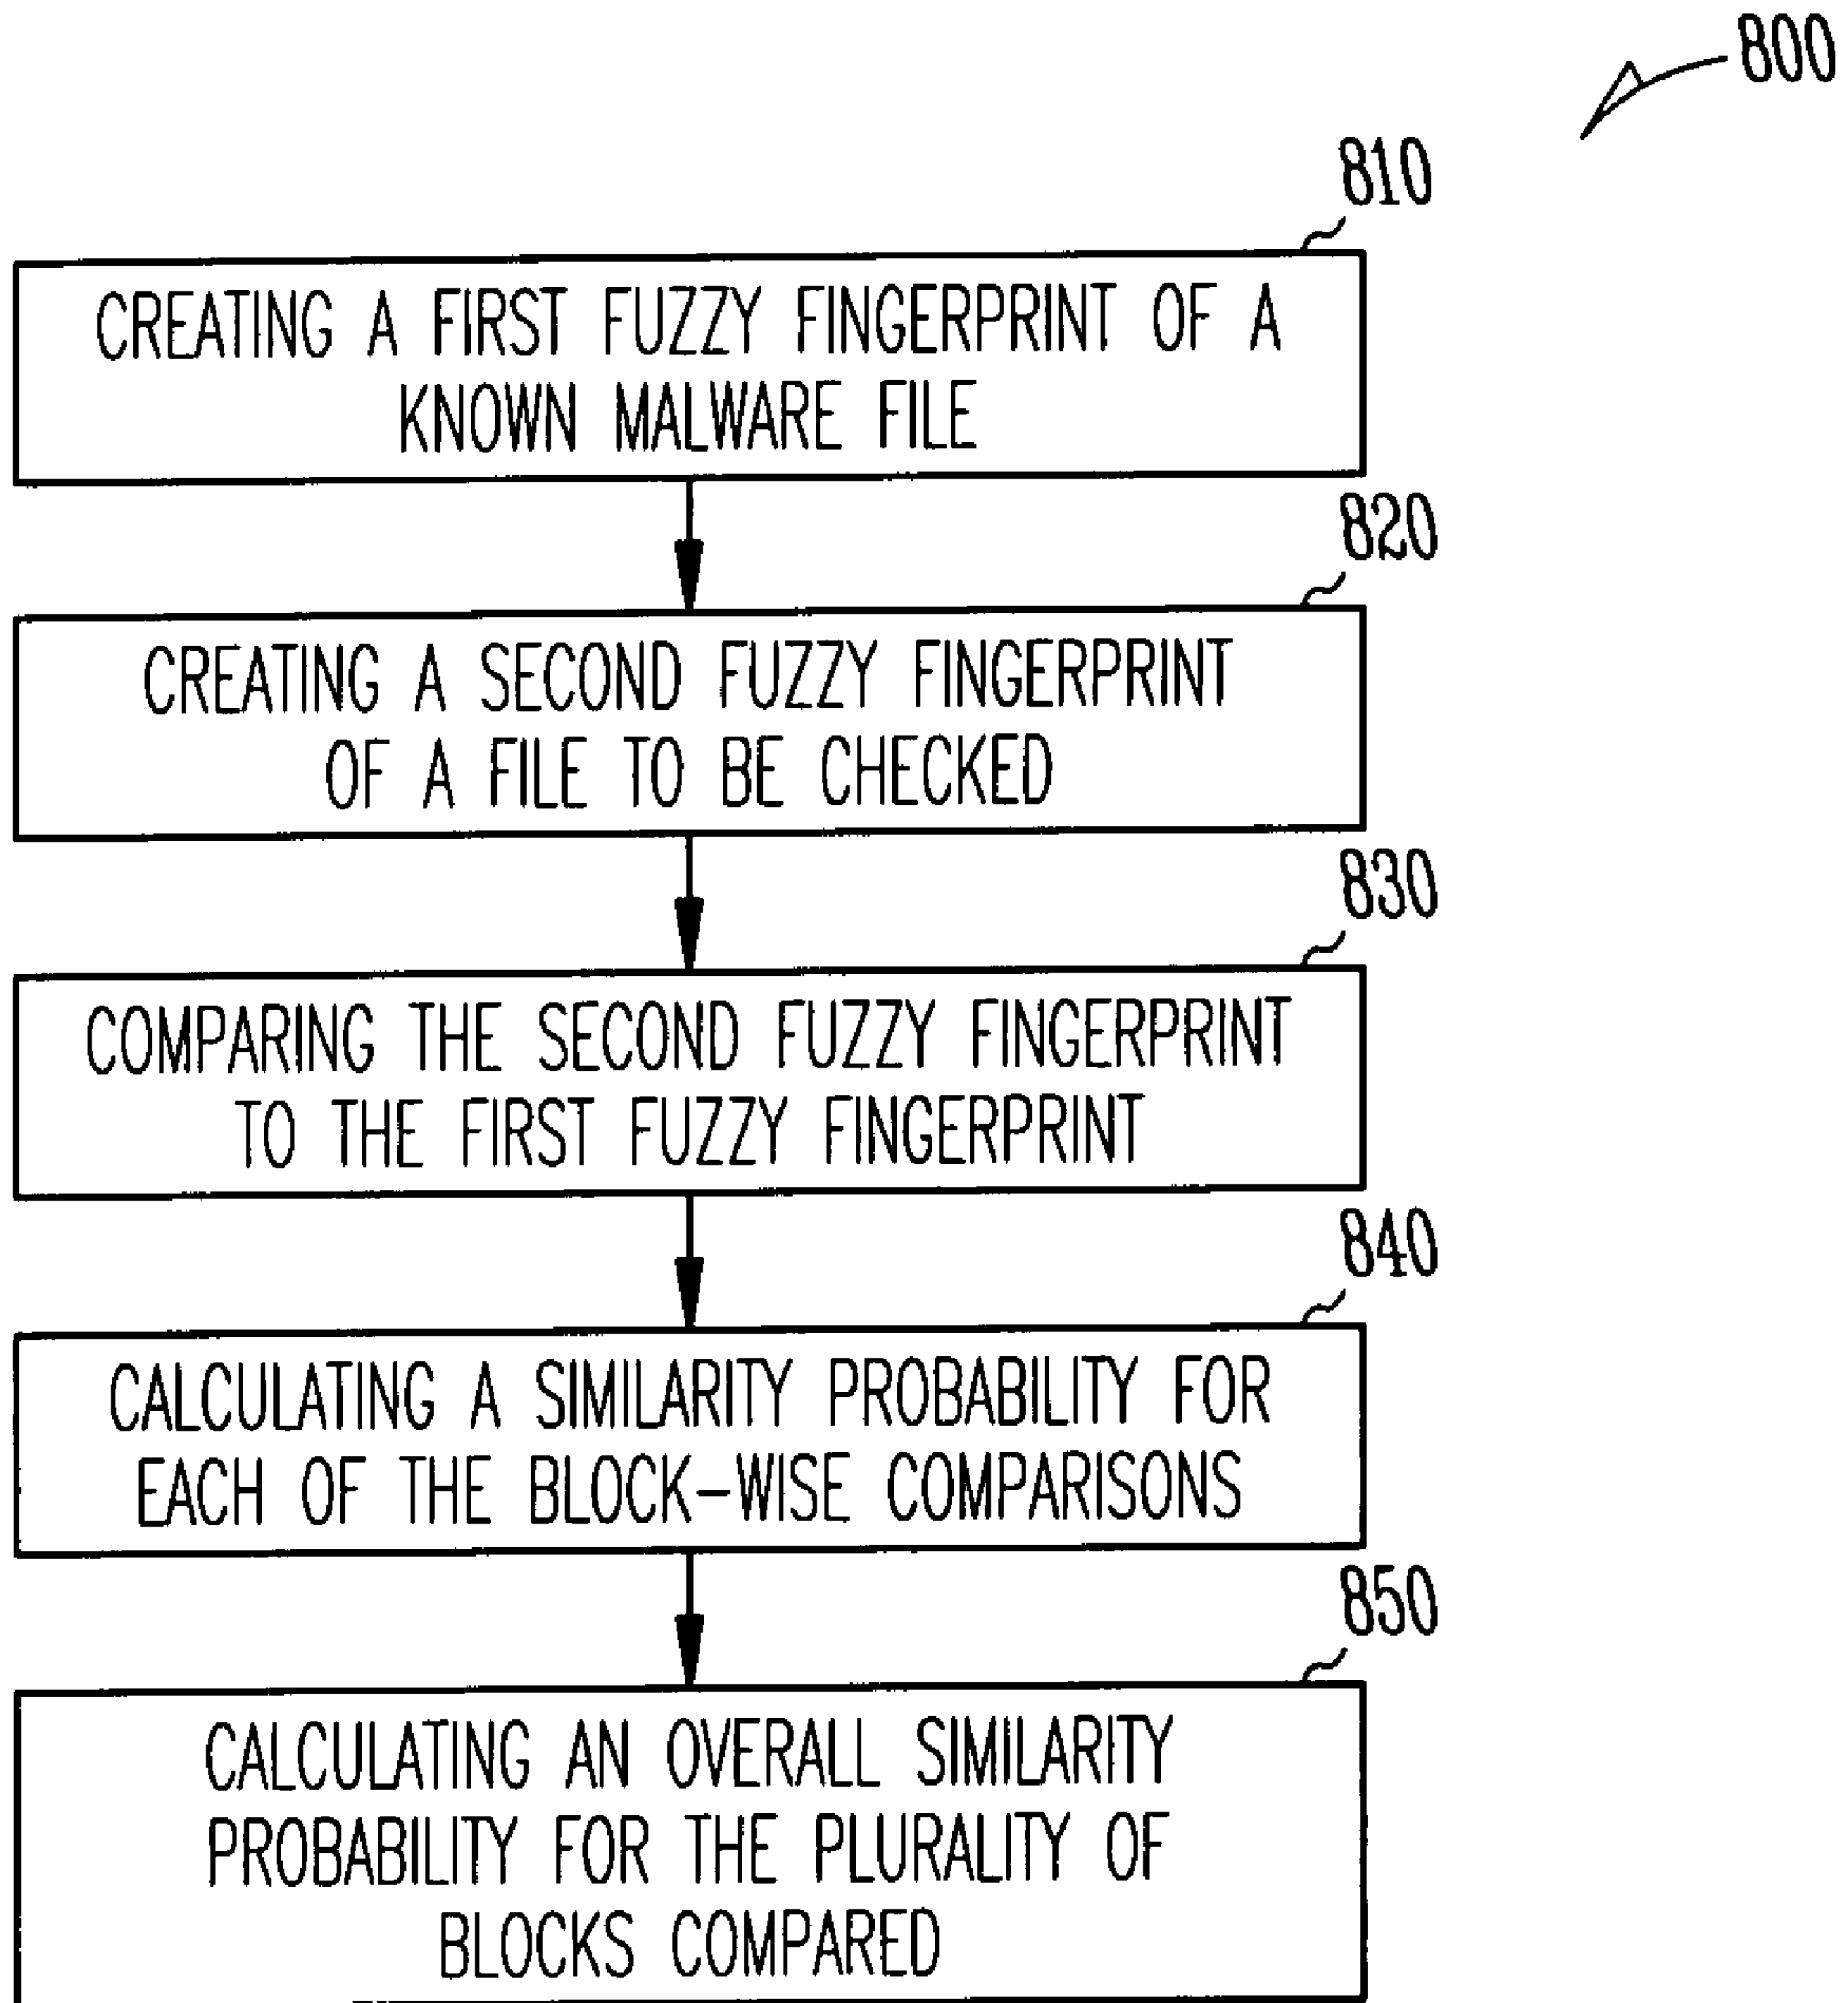 800
810
CREATING A FIRST FUZZY FINGERPRINT OF A
KNOWN MALWARE FILE
820
CREATING A SECOND FUZZY FINGERPRINT
OF A FILE TO BE CHECKED
830
COMPARING THE SECOND FUZZY FINGERPRINT
TO THE FIRST FUZZY FINGERPRINT
840
CALCULATING A SIMILARITY PROBABILITY FOR
EACH OF THE BLOCK-WISE COMPARISONS
850
CALCULATING AN OVERALL SIMILARITY
PROBABILITY FOR THE PLURALITY OF
BLOCKS COMPARED